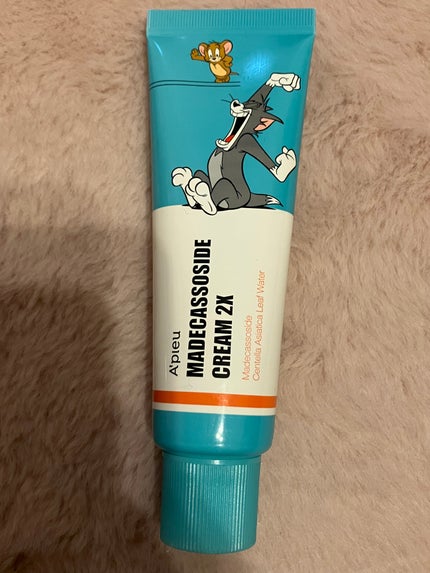 A'pieu
MADECASSOSIDE
CREAM 2X
Madecassoside
Centella Asiatica Leaf Water